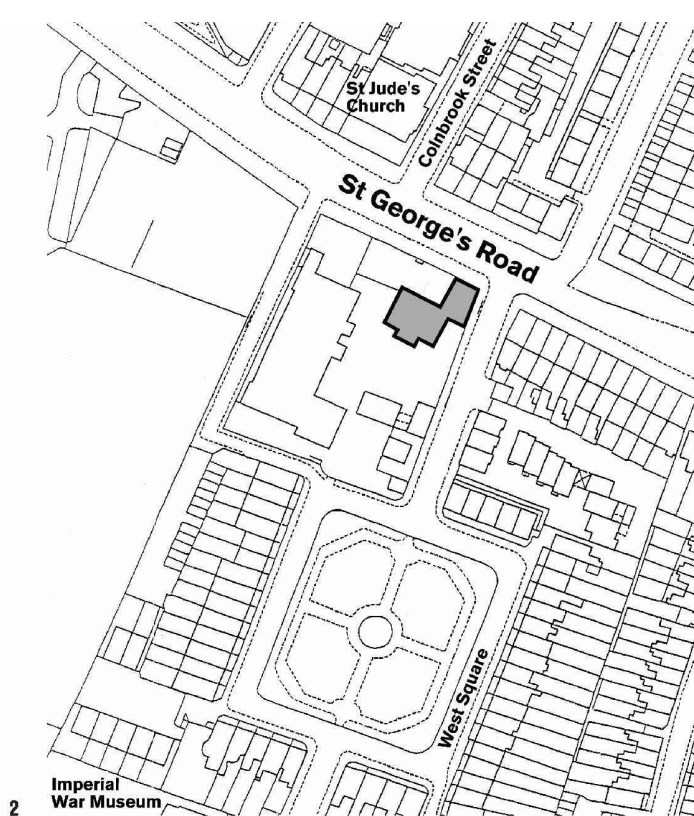 St Jude's
Church
Colnbrook Street
St George's Road
West Square
Imperial
War Museum
2